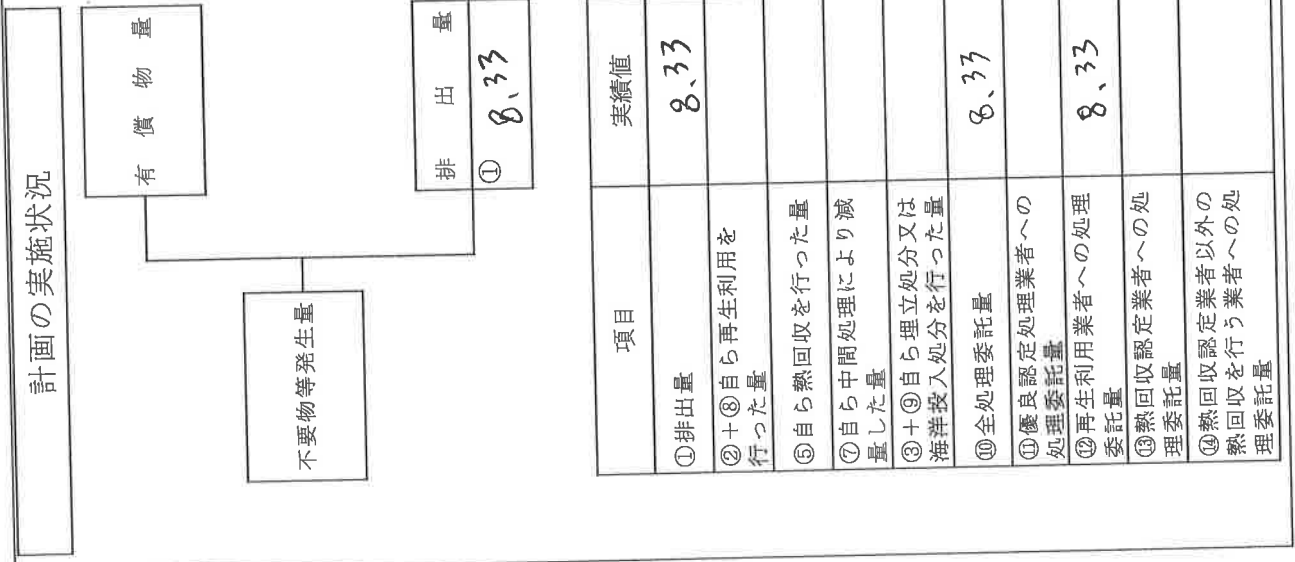 計画の実施状況
有償物量
不要物等発生量
排出量
① 8.33
項目 実績値
①排出量 8.33
②+⑧自ら再生利用を
行った量
⑤自ら熱回収を行った量
⑦自ら中間処理により減
量した量
③+⑨自ら埋立処分又は
海洋投入処分を行った量
⑩全処理委託量 8.33
⑪優良認定処理業者への
処理委託量
⑫再生利用業者への処理
委託量 8.33
⑬熱回収認定業者への処
理委託量
⑭熱回収認定業者以外の
熱回収を行う業者への処
理委託量